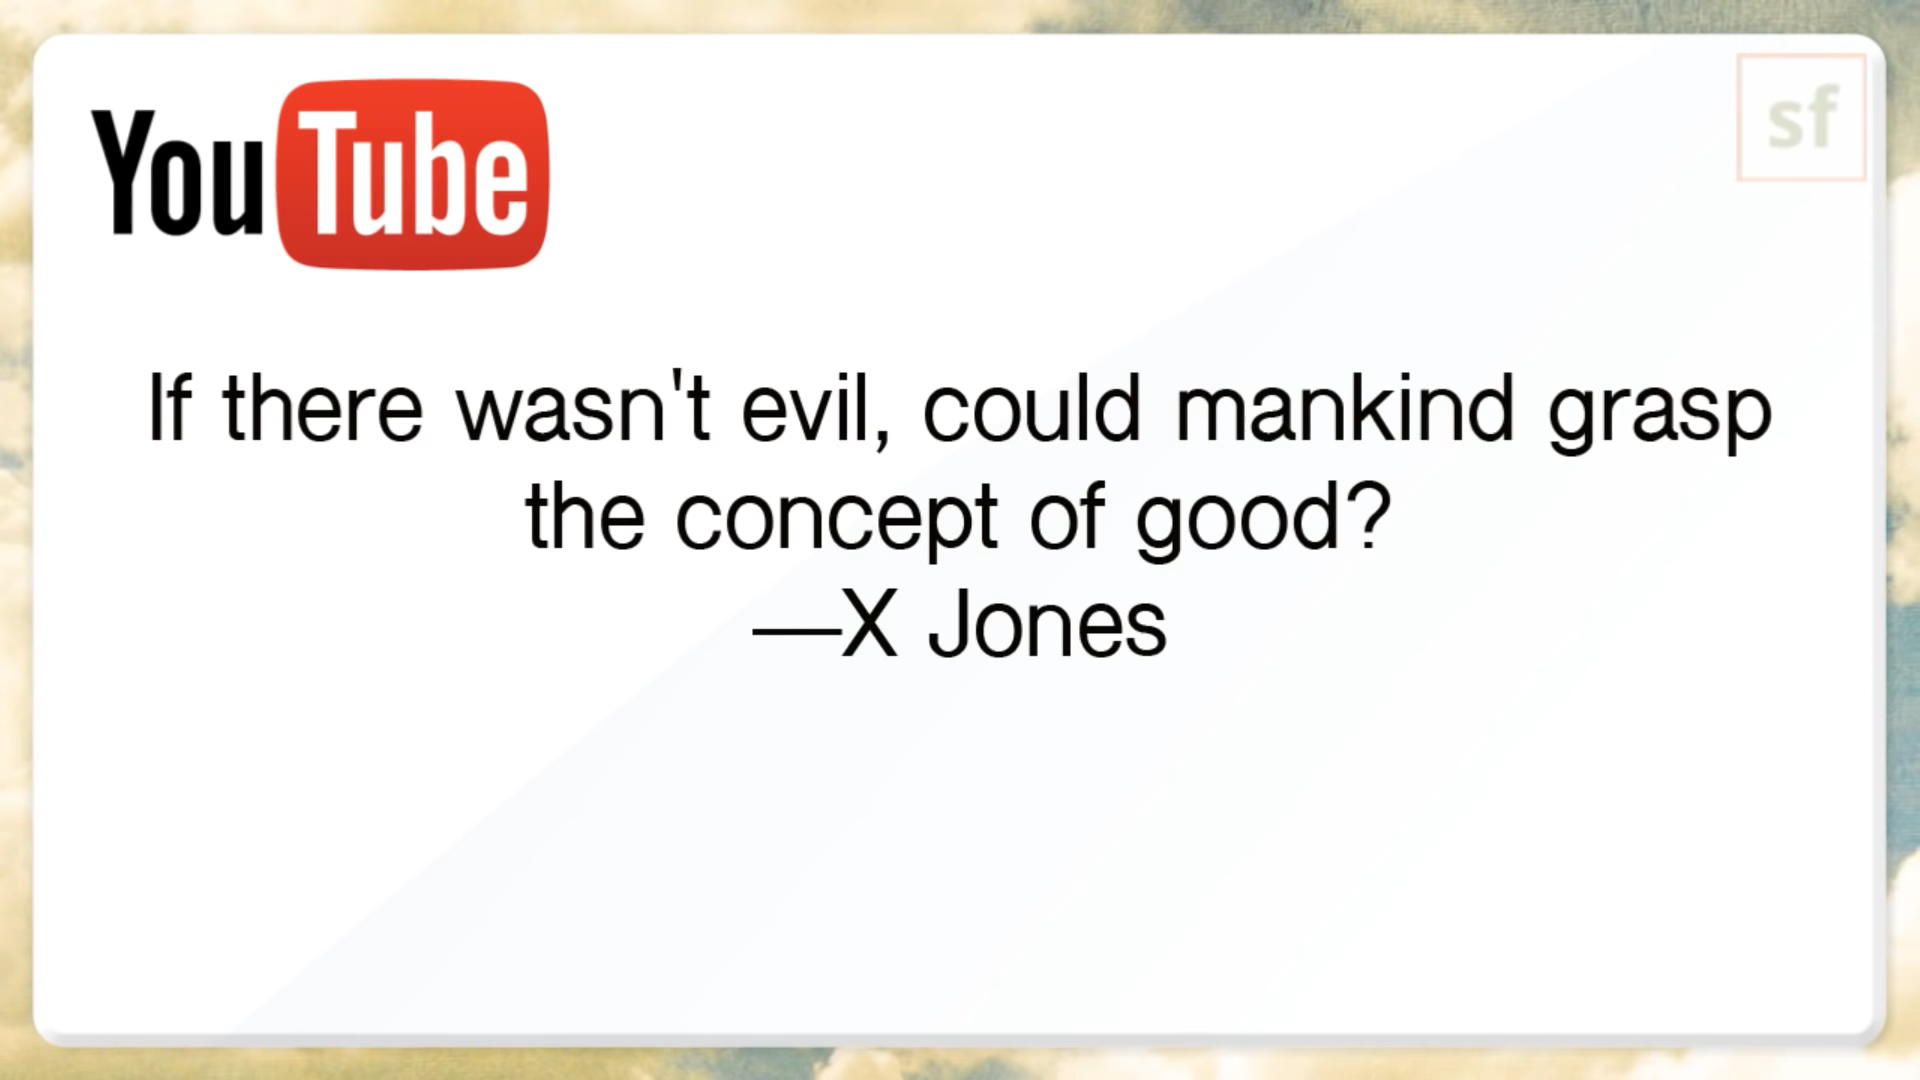 YouTube
sf
If there wasn't evil, could mankind grasp
the concept of good?
—X Jones